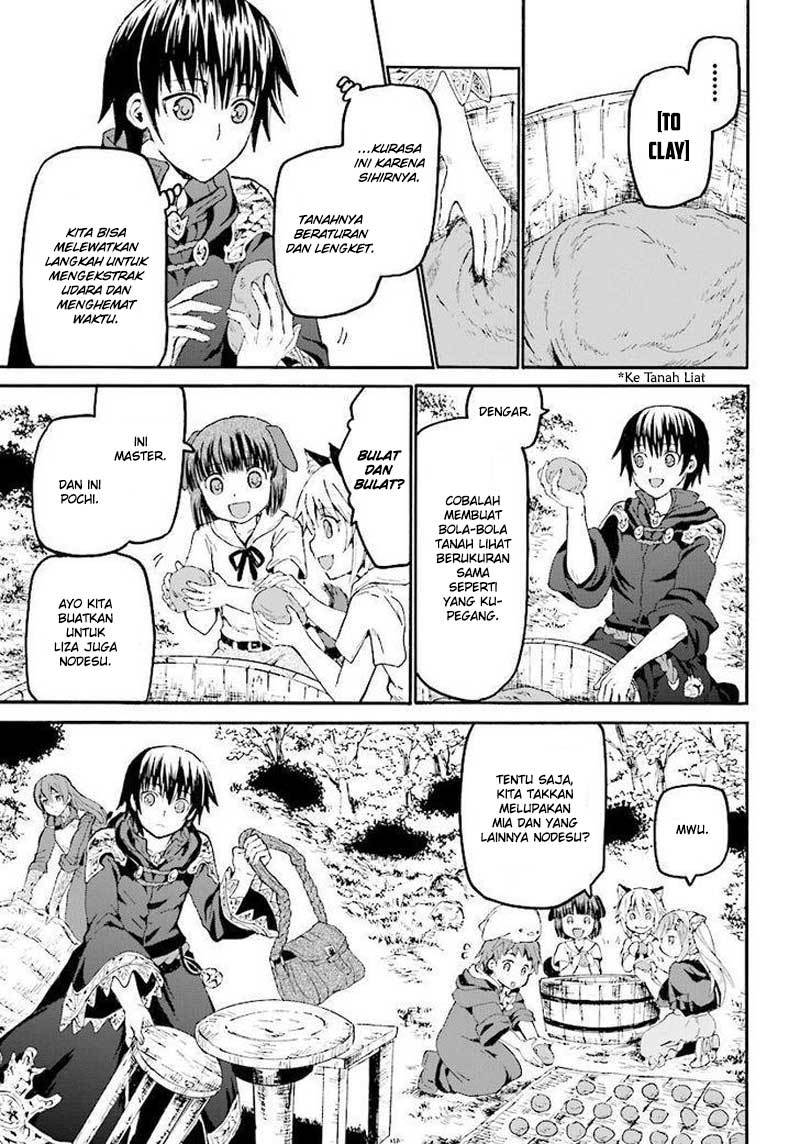 [TO
CLAY]
*Ke Tanah Liat
...KURASA
INI KARENA
SIHIRNYA.
TANAHNYA
BERATURAN
DAN LENGKET.
KITA BISA
MELEWATKAN
LANGKAH UNTUK
MENGEKSTRAK
UDARA DAN
MENGHEMAT
WAKTU.
DENGAR.
COBALAH
MEMBUAT
BOLA-BOLA
TANAH LIHAT
BERUKURAN
SAMA
SEPERTI
YANG KU-
PEGANG.
BULAT
DAN
BULAT?
INI
MASTER.
DAN INI
POCHI.
AYO KITA
BUATKAN
UNTUK
LIZA JUGA
NODESU.
MWU.
TENTU SAJA,
KITA TAKKAN
MELUPAKAN
MIA DAN YANG
LAINNYA NODESU?